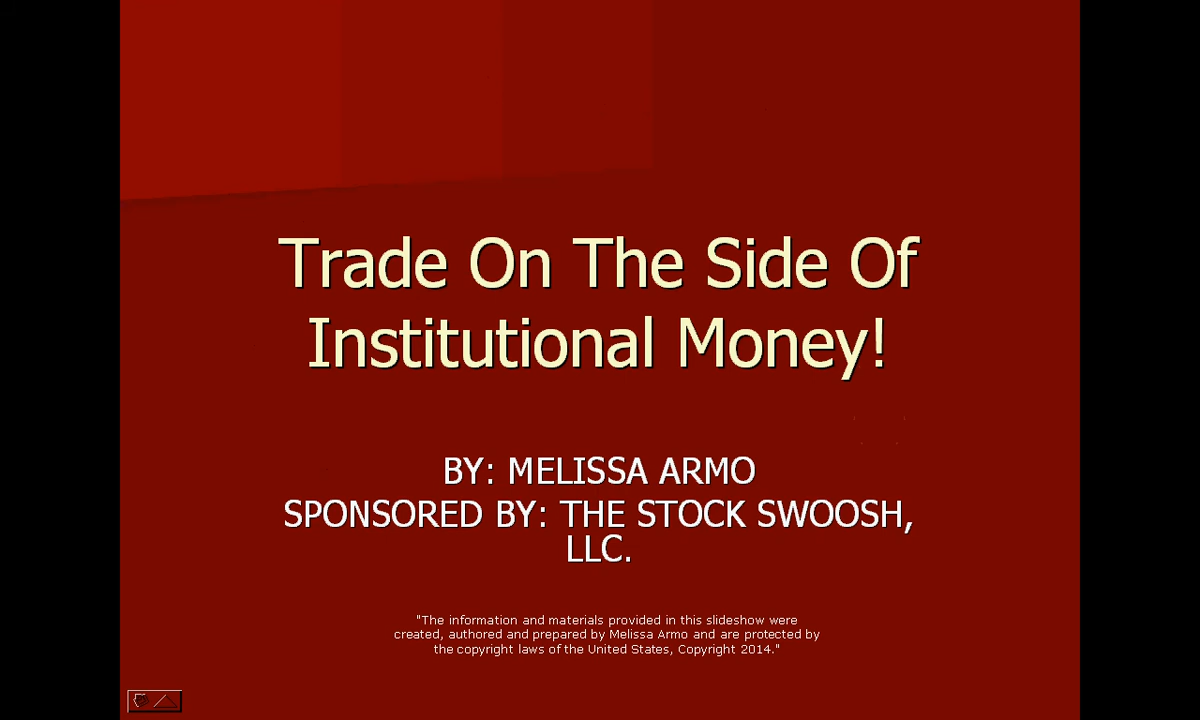 Trade On The Side Of
Institutional Money!
BY: MELISSA ARMO
SPONSORED BY: THE STOCK SWOOSH,
LLC.
"The information and materials provided in this slideshow were
created, authored and prepared by Melissa Armo and are protected by
the copyright laws of the United States, Copyright 2014."